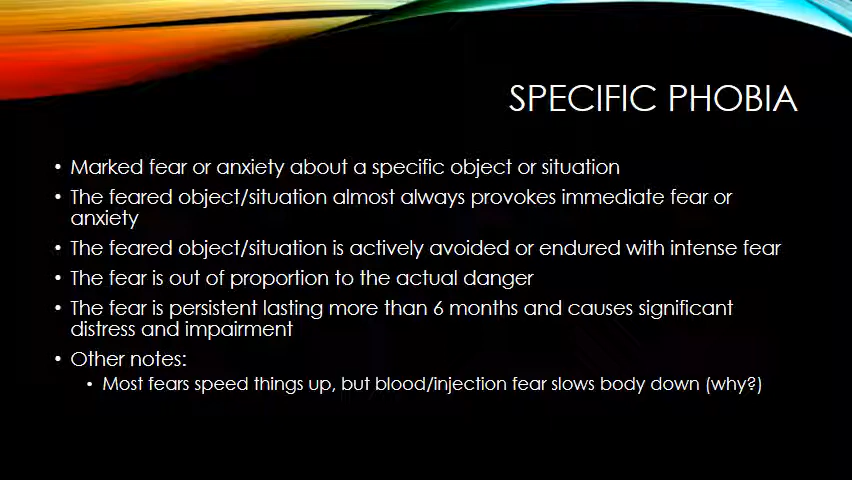 SPECIFIC PHOBIA
• Marked fear or anxiety about a specific object or situation
• The feared object/situation almost always provokes immediate fear or
anxiety
• The feared object/situation is actively avoided or endured with intense fear
• The fear is out of proportion to the actual danger
• The fear is persistent lasting more than 6 months and causes significant
distress and impairment
• Other notes:
• Most fears speed things up, but blood/injection fear slows body down (why?)